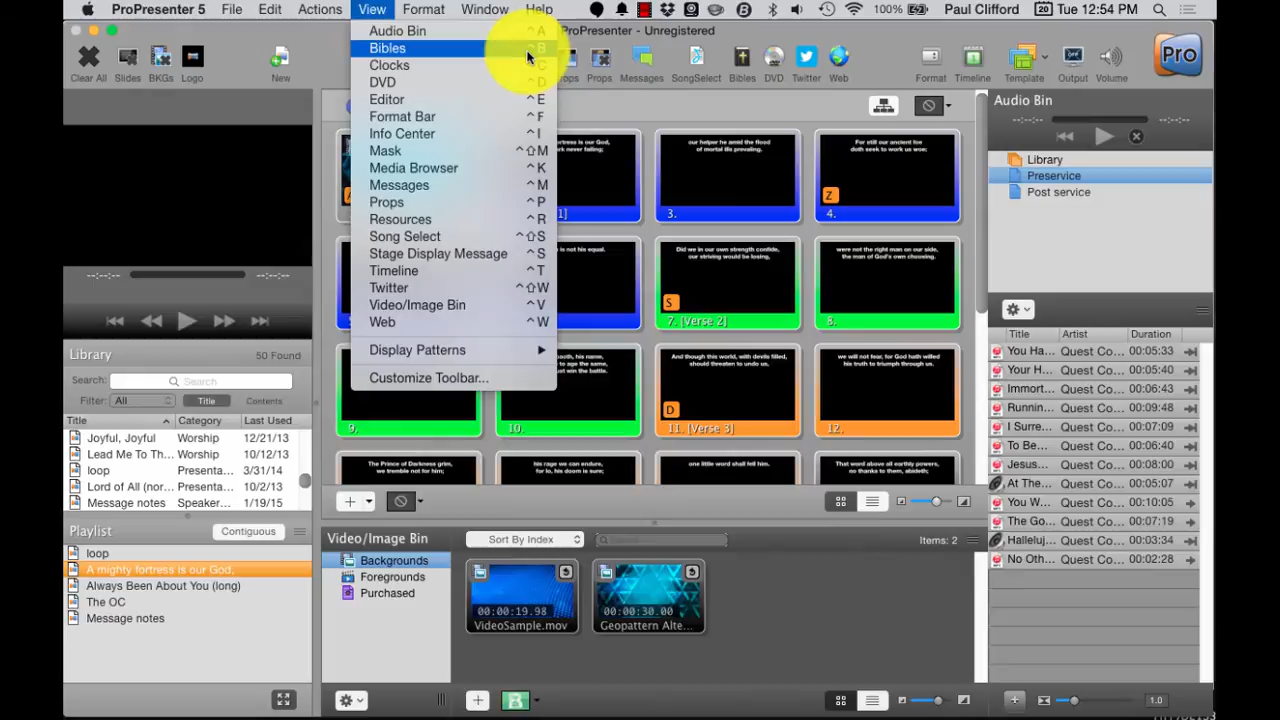 ProPresenter 5 File Edit Actions View Format Window Help 100% Paul Clifford 20 Tue 12:54 PM
ProPresenter - Unregistered
Clear All Slides BKGs Logo New Props Messages SongSelect Bibles DVD Twitter Web Format Timeline Template Output Volume
Pro
Audio Bin ^A
Bibles ^B
Clocks ^C
DVD ^D
Editor ^E
Format Bar ^F
Info Center ^I
Mask ^⇧M
Media Browser ^K
Messages ^M
Props ^P
Resources ^R
Song Select ^⇧S
Stage Display Message ^S
Timeline ^T
Twitter ^⇧W
Video/Image Bin ^V
Web ^W
Display Patterns
Customize Toolbar...
our helper he amid the flood
of mortal ills prevailing.
3.
For still our ancient foe
doth seek to work us woe;
Z
4.
is not his equal.
Did we in our own strength confide,
our striving would be losing,
S
7. [Verse 2]
were not the right man on our side,
the man of God's own choosing.
8.
9.
10.
And though this world, with devils filled,
should threaten to undo us,
D
11. [Verse 3]
we will not fear, for God hath willed
his truth to triumph through us.
12.
The Prince of Darkness grim,
we tremble not for him;
his rage we can endure,
for lo, his doom is sure;
one little word shall fell him.
That word above all earthly powers,
no thanks to them, abideth;
--:--:-- --:--:--
Library 50 Found
Search: Search
Filter: All Title Contents
Title Category Last Used
Joyful, Joyful Worship 12/21/13
Lead Me To Th... Worship 10/12/13
loop Presenta... 3/31/14
Lord of All (nor... Presenta...
Message notes Speaker... 1/19/15
Playlist Contiguous
loop
A mighty fortress is our God,
Always Been About You (long)
The OC
Message notes
Video/Image Bin Sort By Index Items: 2
Backgrounds
Foregrounds
Purchased
00:00:19.98
VideoSample.mov
00:00:30.00
Geopattern Alte...
Audio Bin
--:--:-- --:--:--
Library
Preservice
Post service
Title Artist Duration
You Ha... Quest Co... 00:05:33
Your H... Quest Co... 00:05:40
Immort... Quest Co... 00:06:43
Runnin... Quest Co... 00:09:48
I Surre... Quest Co... 00:07:09
To Be... Quest Co... 00:06:40
Jesus... Quest Co... 00:08:00
At The... Quest Co... 00:05:07
You W... Quest Co... 00:10:05
The Go... Quest Co... 00:07:19
Halleluj... Quest Co... 00:03:34
No Oth... Quest Co... 00:02:28
1.0